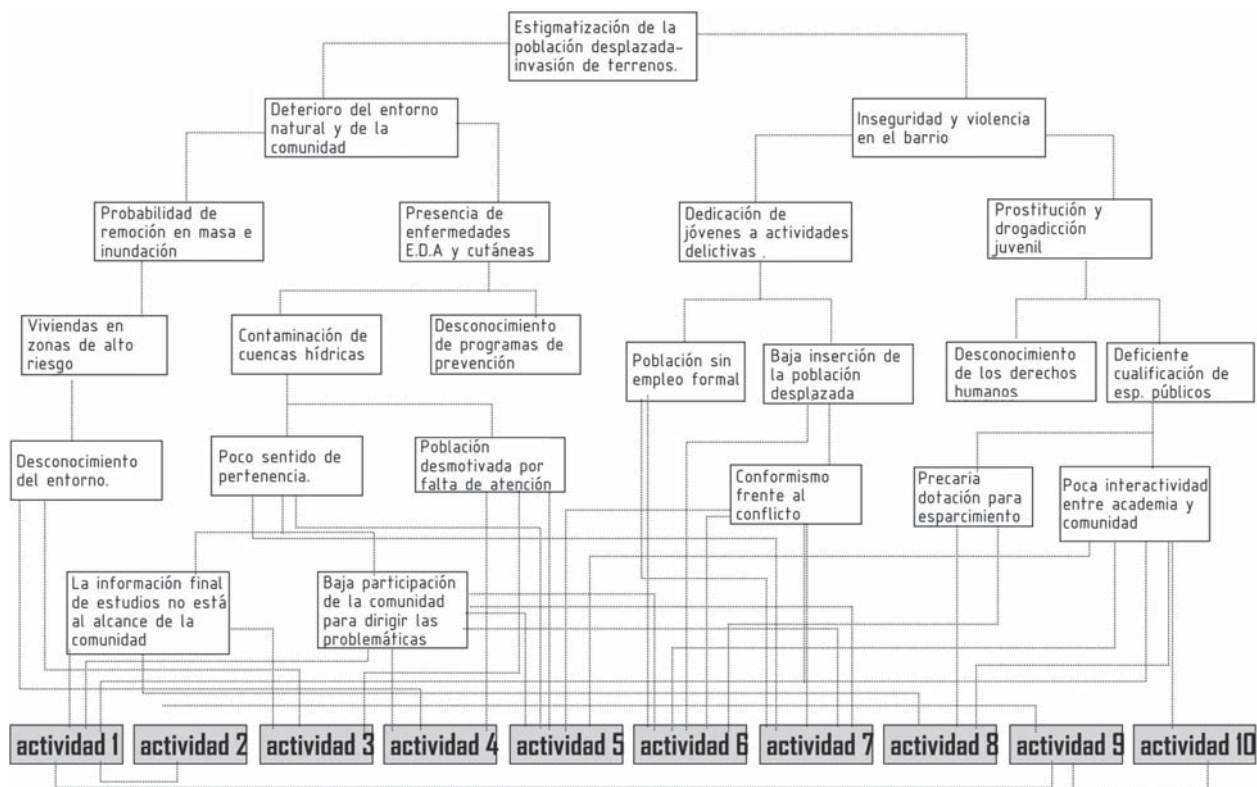 Estigmatización de la
población desplazada-
invasión de terrenos.
Deterioro del entorno
natural y de la
comunidad
Inseguridad y violencia
en el barrio
Probabilidad de
remoción en masa e
inundación
Presencia de
enfermedades
E.D.A y cutáneas
Dedicación de
jóvenes a actividades
delictivas .
Prostitución y
drogadicción
juvenil
Viviendas en
zonas de alto
riesgo
Contaminación de
cuencas hídricas
Desconocimiento
de programas de
prevención
Población sin
empleo formal
Baja inserción de
la población
desplazada
Desconocimiento
de los derechos
humanos
Deficiente
cualificación de
esp. públicos
Desconocimiento
del entorno.
Poco sentido de
pertenencia.
Población
desmotivada por
falta de atención
Conformismo
frente al
conflicto
Precaria
dotación para
esparcimiento
Poca interactividad
entre academia y
comunidad
La información final
de estudios no está
al alcance de la
comunidad
Baja participación
de la comunidad
para dirigir las
problemáticas
actividad 1
actividad 2
actividad 3
actividad 4
actividad 5
actividad 6
actividad 7
actividad 8
actividad 9
actividad 10